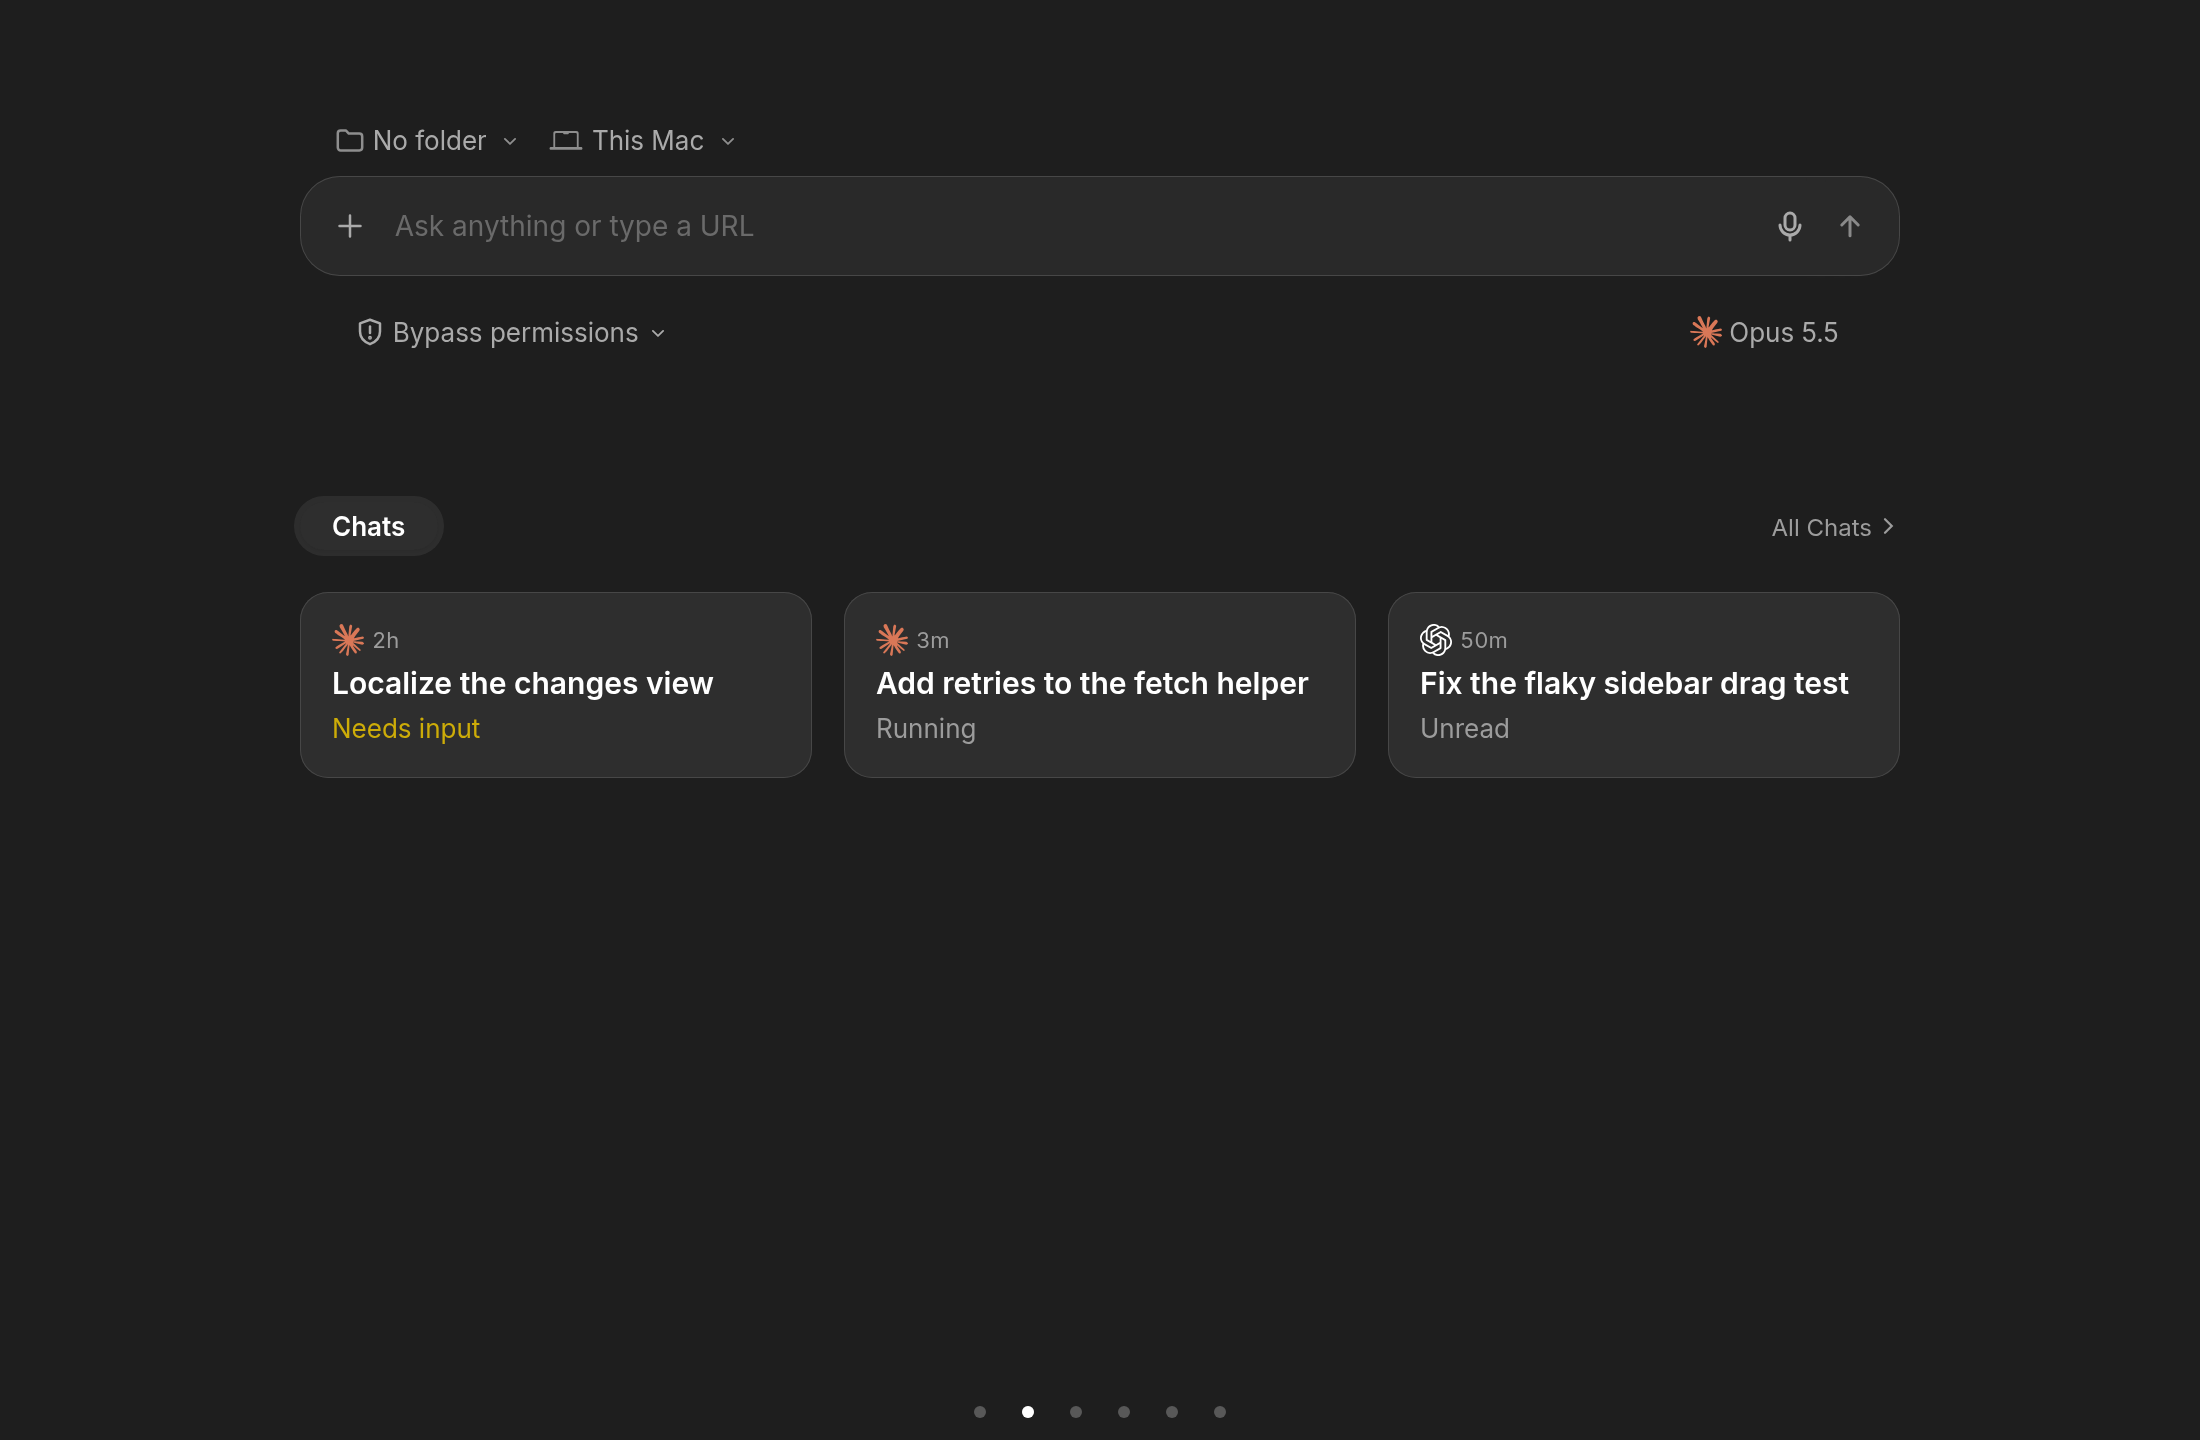 No folder This Mac
Ask anything or type a URL
Bypass permissions Opus 5.5
Chats All Chats
2h
Localize the changes view
Needs input
3m
Add retries to the fetch helper
Running
50m
Fix the flaky sidebar drag test
Unread